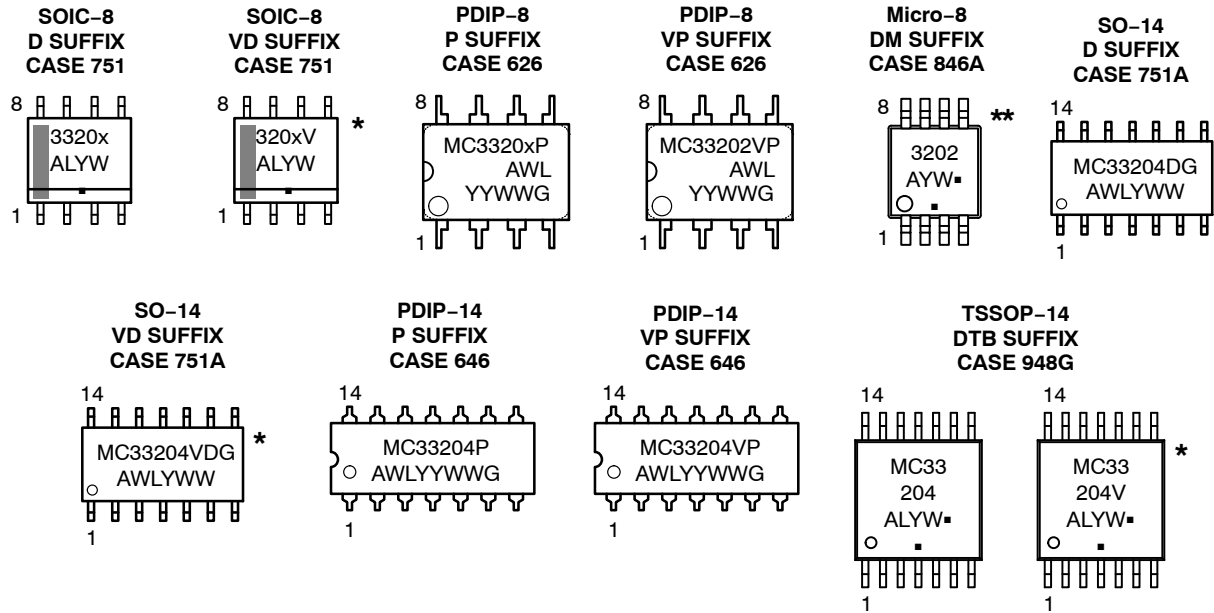 SOIC−8
D SUFFIX
CASE 751
8
3320x
ALYW
1
SOIC−8
VD SUFFIX
CASE 751
8
320xV
ALYW
*
1
PDIP−8
P SUFFIX
CASE 626
8
MC3320xP
AWL
YYWWG
1
PDIP−8
VP SUFFIX
CASE 626
8
MC33202VP
AWL
YYWWG
1
Micro−8
DM SUFFIX
CASE 846A
8
**
3202
AYW▪
▪
1
SO−14
D SUFFIX
CASE 751A
14
MC33204DG
AWLYWW
1
SO−14
VD SUFFIX
CASE 751A
14
*
MC33204VDG
AWLYWW
1
PDIP−14
P SUFFIX
CASE 646
14
MC33204P
AWLYYWWG
1
PDIP−14
VP SUFFIX
CASE 646
14
MC33204VP
AWLYYWWG
1
TSSOP−14
DTB SUFFIX
CASE 948G
14
MC33
204
ALYW▪
▪
1
14
*
MC33
204V
ALYW▪
▪
1